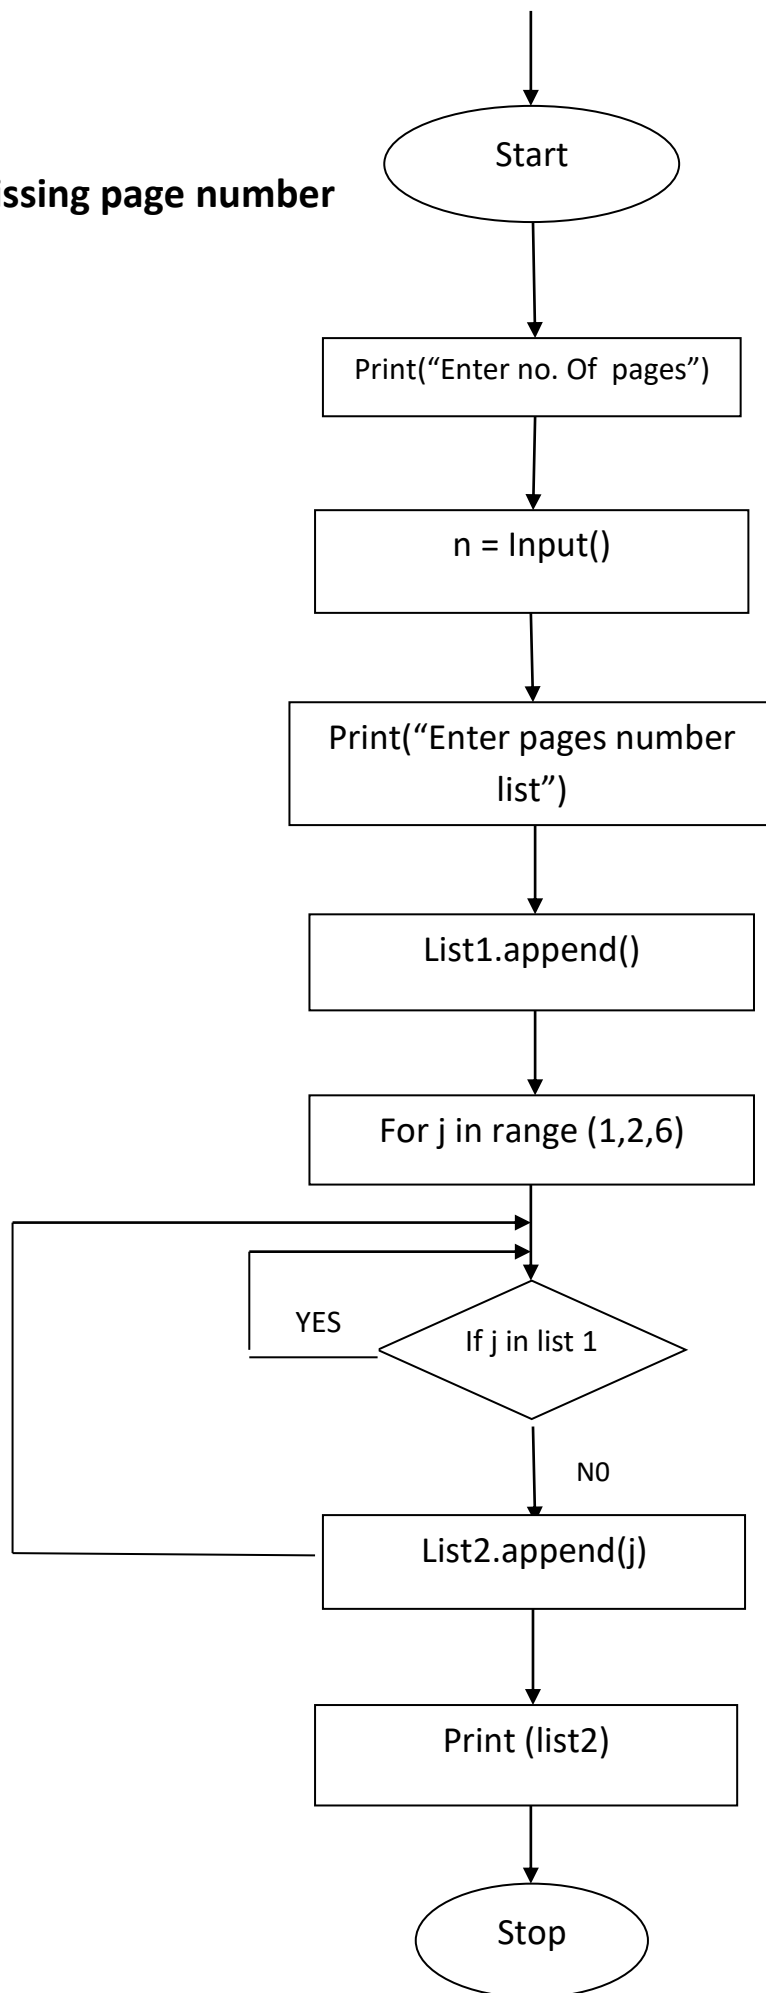 Start
issing page number
Print(“Enter no. Of  pages”)
n = Input()
Print(“Enter pages number
list”)
List1.append()
For j in range (1,2,6)
YES
If j in list 1
N0
List2.append(j)
Print (list2)
Stop